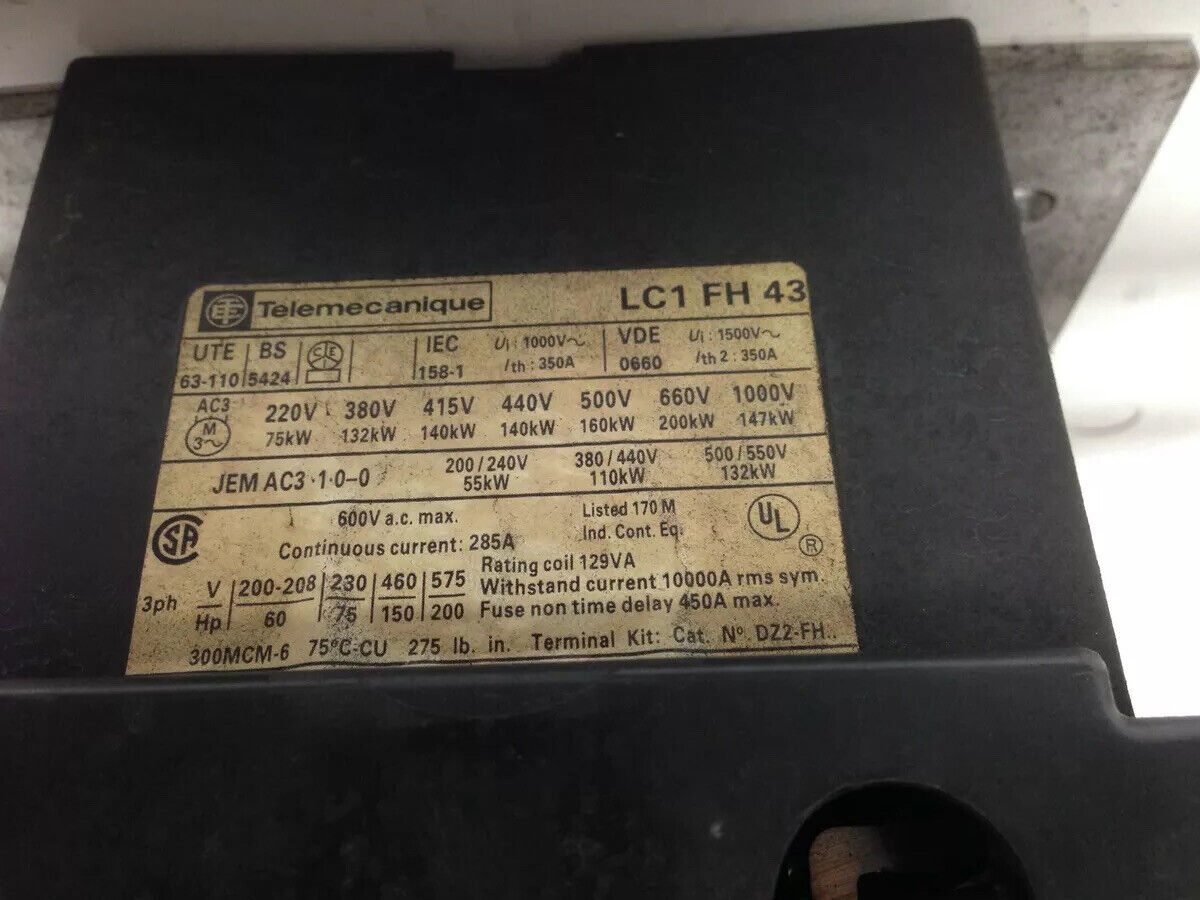 Telemecanique LC1 FH 43
UTE BS CE IEC Ui : 1000V~ VDE Ui : 1500V~
63-110 5424 158-1 Ith : 350A 0660 Ith 2 : 350A
AC3 220V 380V 415V 440V 500V 660V 1000V
M 3~ 75kW 132kW 140kW 140kW 160kW 200kW 147kW
JEM AC3 1-0-0 200/240V 380/440V 500/550V
55kW 110kW 132kW
SA 600V a.c. max. Listed 170 M UL ®
Continuous current: 285A Ind. Cont. Eq.
Rating coil 129VA
3ph V 200-208 230 460 575 Withstand current 10000A rms sym.
Hp 60 75 150 200 Fuse non time delay 450A max.
300MCM-6 75°C-CU 275 lb. in. Terminal Kit: Cat. N° DZ2-FH..